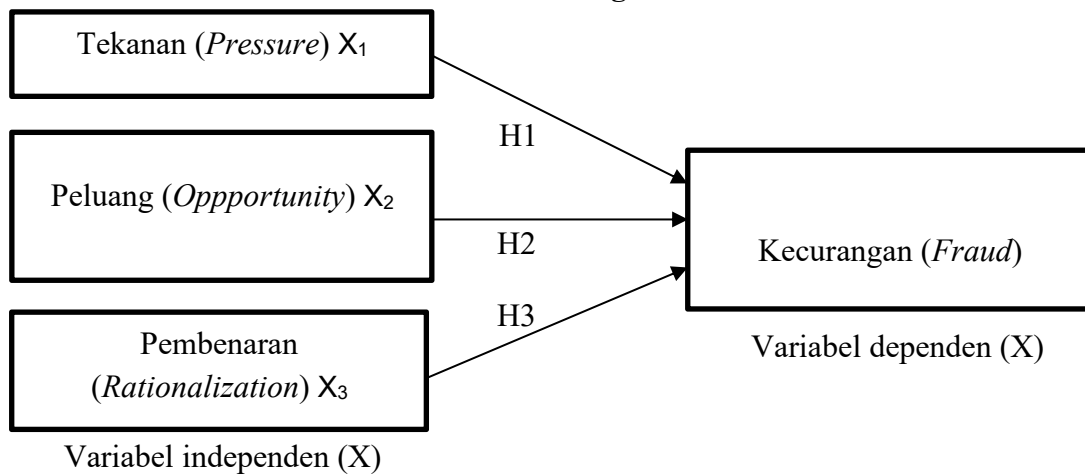 Tekanan (Pressure) X₁
H1
Peluang (Oppportunity) X₂
H2
Kecurangan (Fraud)
H3
Pembenaran
(Rationalization) X₃
Variabel dependen (X)
Variabel independen (X)